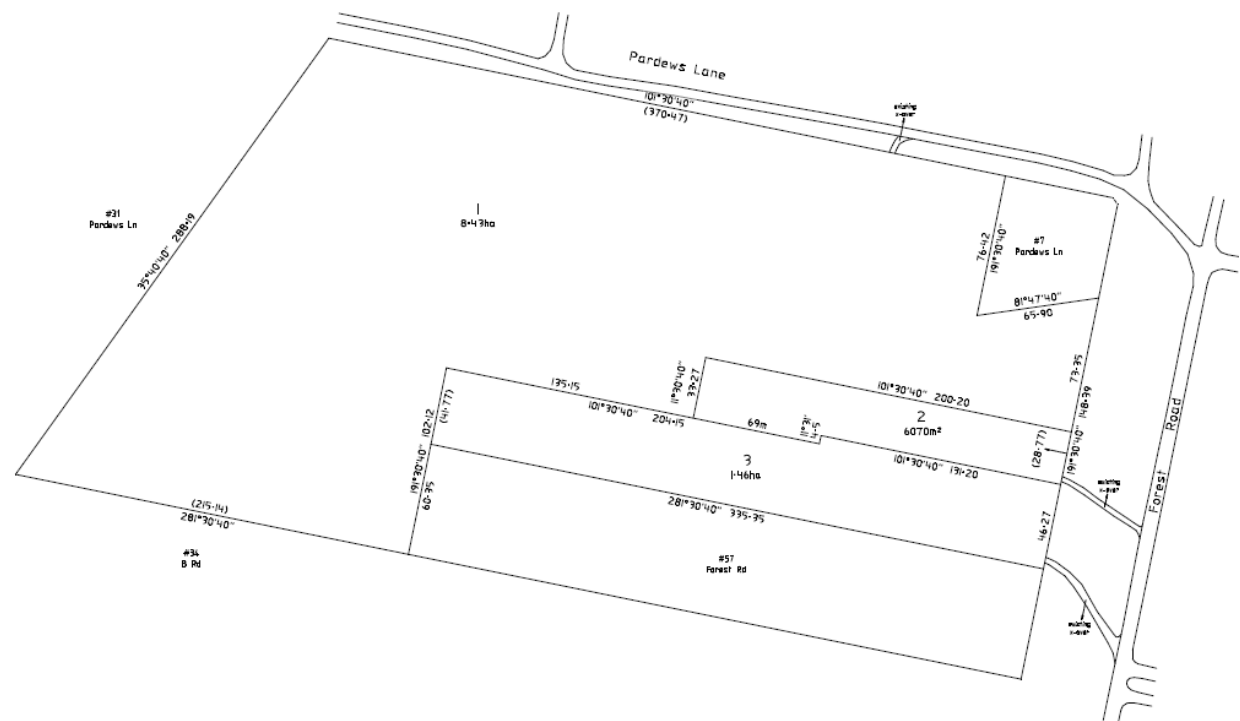 Pardews Lane
101°30'40"
(370·47)
existing
x-over
#31
Pardews Ln
1
8·43ha
35°40'40" 288·19
#7
Pardews Ln
76·42
191°30'40"
81°47'40"
65·90
135·15
101°30'40" 204·15
11°30'40"
33·27
69m
11°31'
4·5
101°30'40" 200·20
2
6070m²
73·35
191°30'40" 148·39
(28·77)
101°30'40" 131·20
191°30'40" 102·12
(41·77)
60·35
3
1·46ha
281°30'40" 335·35
46·27
existing
x-over
Forest Road
(215·14)
281°30'40"
#34
B Rd
#57
Forest Rd
existing
x-over